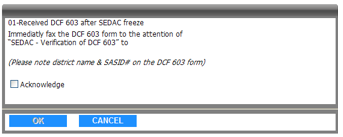 01-Received DCF 603 after SEDAC freeze
Immediatly fax the DCF 603 form to the attention of
"SEDAC - Verification of DCF 603" to
(Please note district name & SASID# on the DCF 603 form)
Acknowledge
OK CANCEL